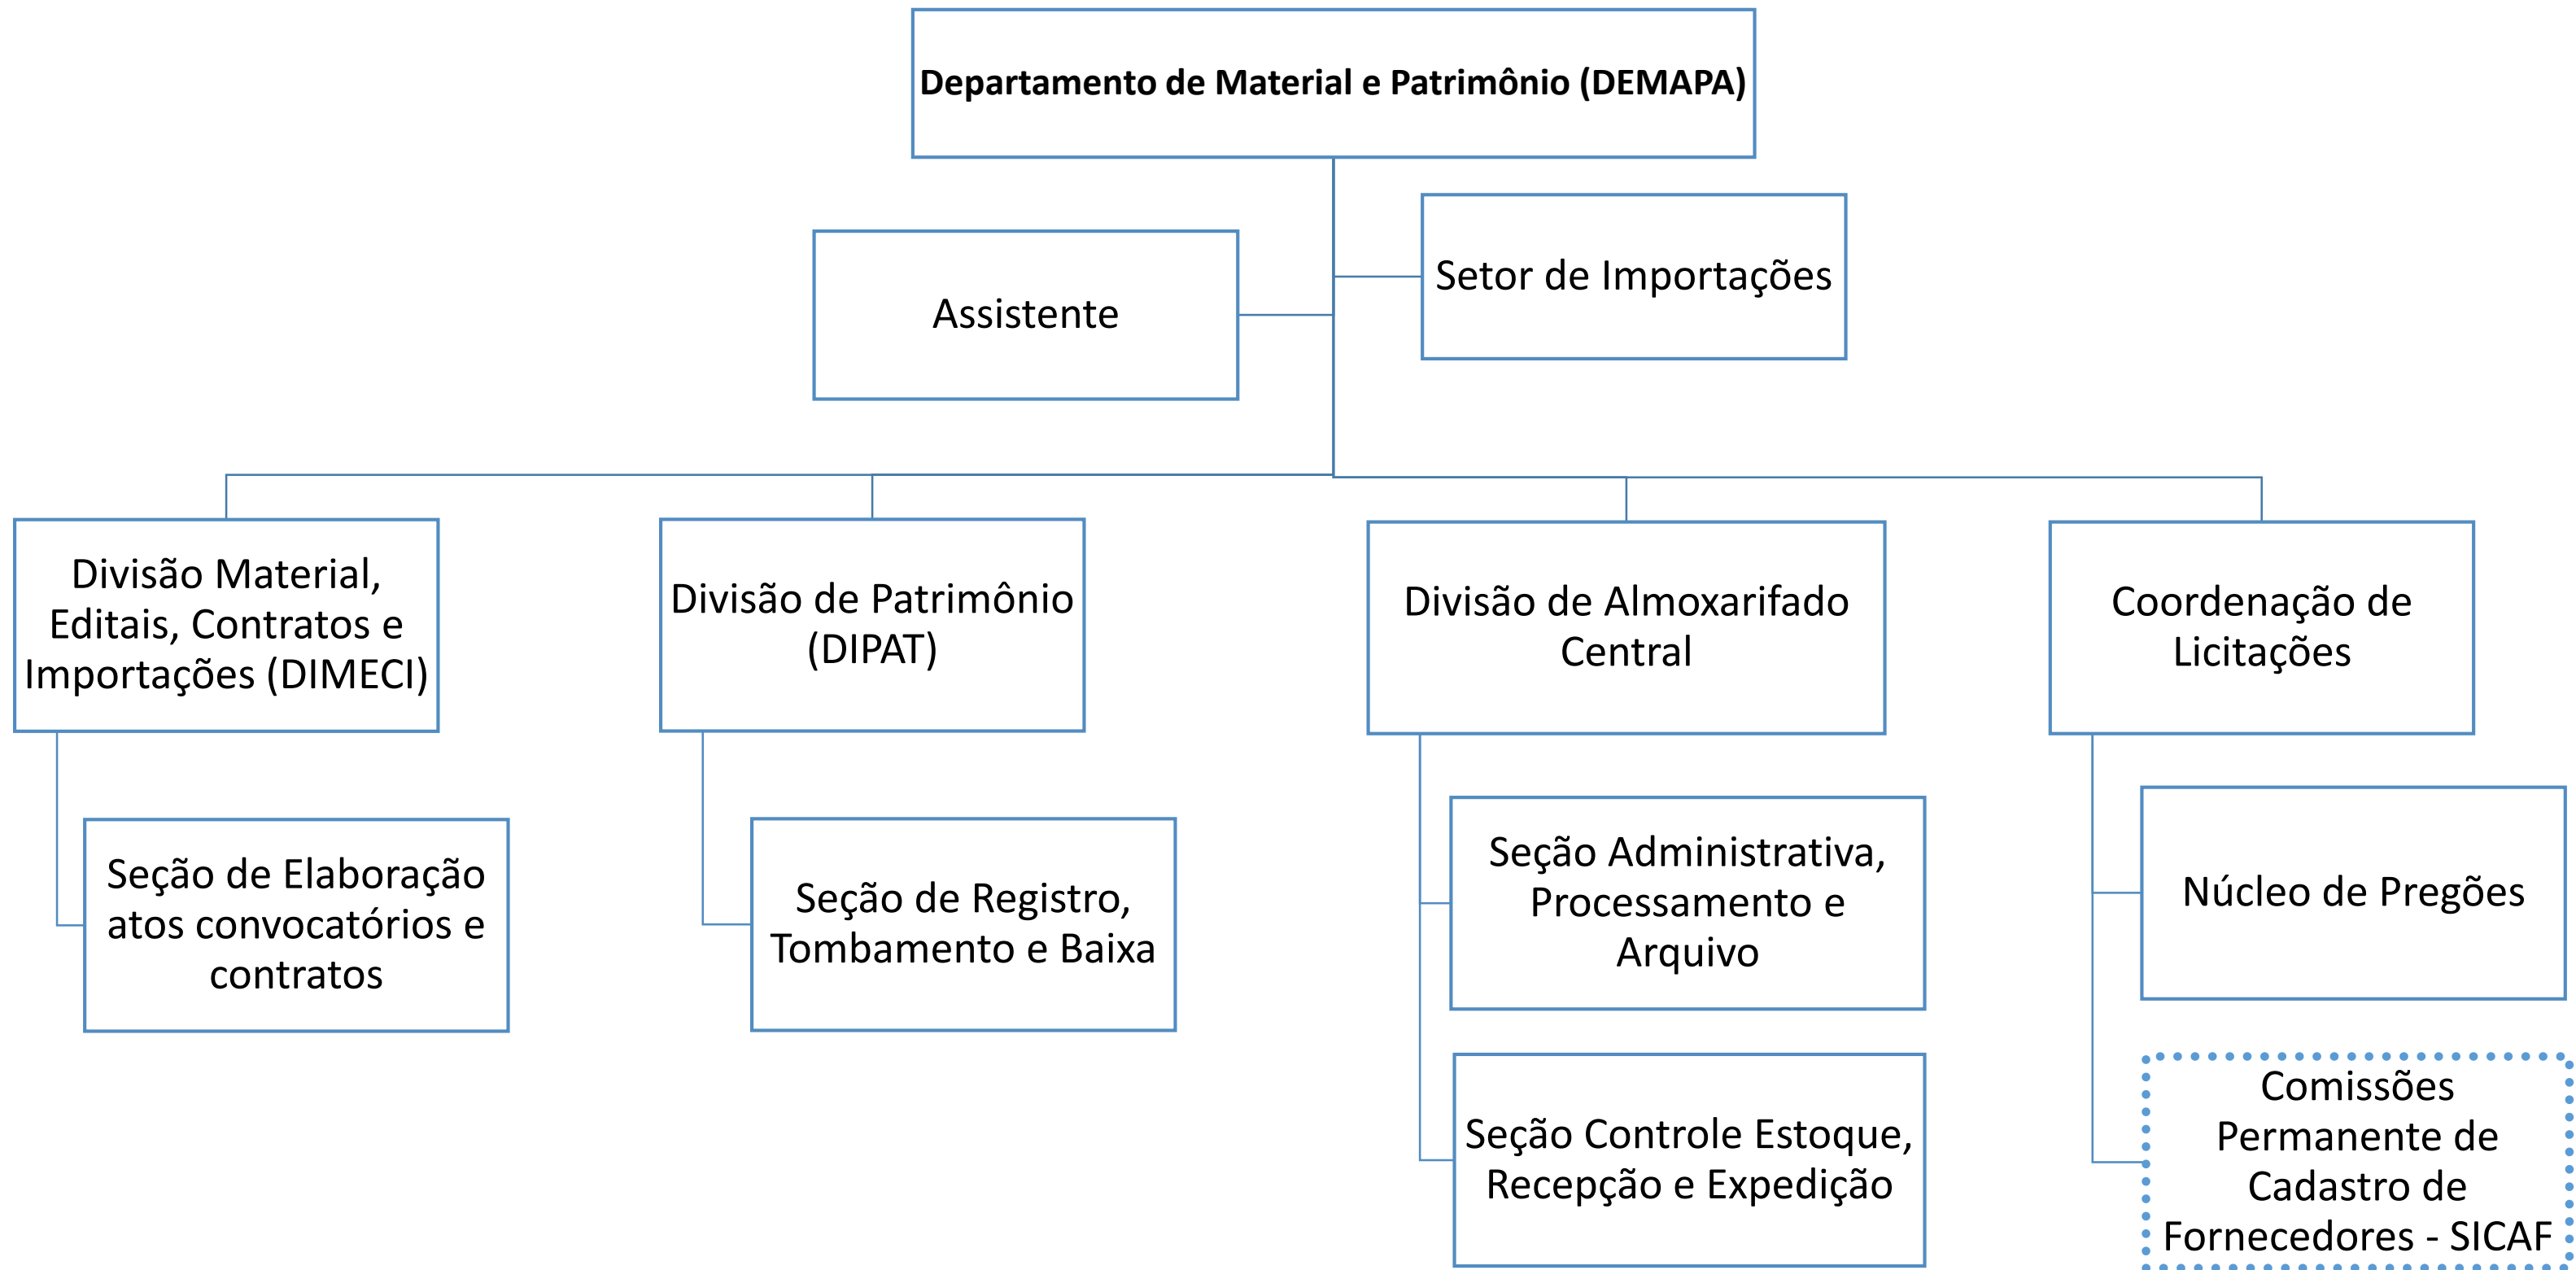 Departamento de Material e Patrimônio (DEMAPA)
Setor de Importações
Assistente
Divisão Material,
Editais, Contratos e
Importações (DIMECI)
Divisão de Patrimônio
(DIPAT)
Divisão de Almoxarifado
Central
Coordenação de
Licitações
Seção de Elaboração
atos convocatórios e
contratos
Seção de Registro,
Tombamento e Baixa
Seção Administrativa,
Processamento e
Arquivo
Núcleo de Pregões
Seção Controle Estoque,
Recepção e Expedição
Comissões
Permanente de
Cadastro de
Fornecedores - SICAF